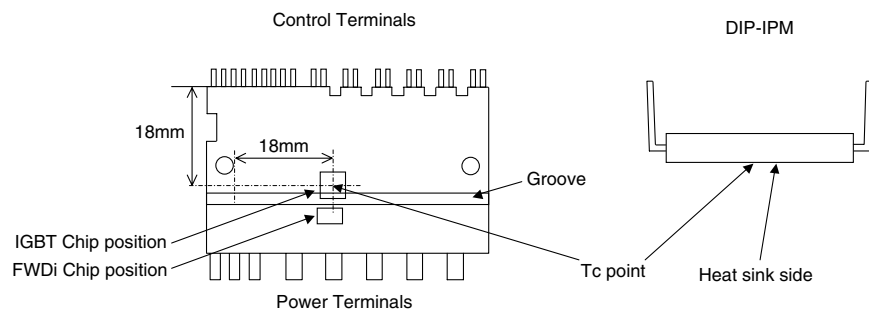 Control Terminals
DIP-IPM
18mm
18mm
Groove
IGBT Chip position
FWDi Chip position
Tc point
Heat sink side
Power Terminals